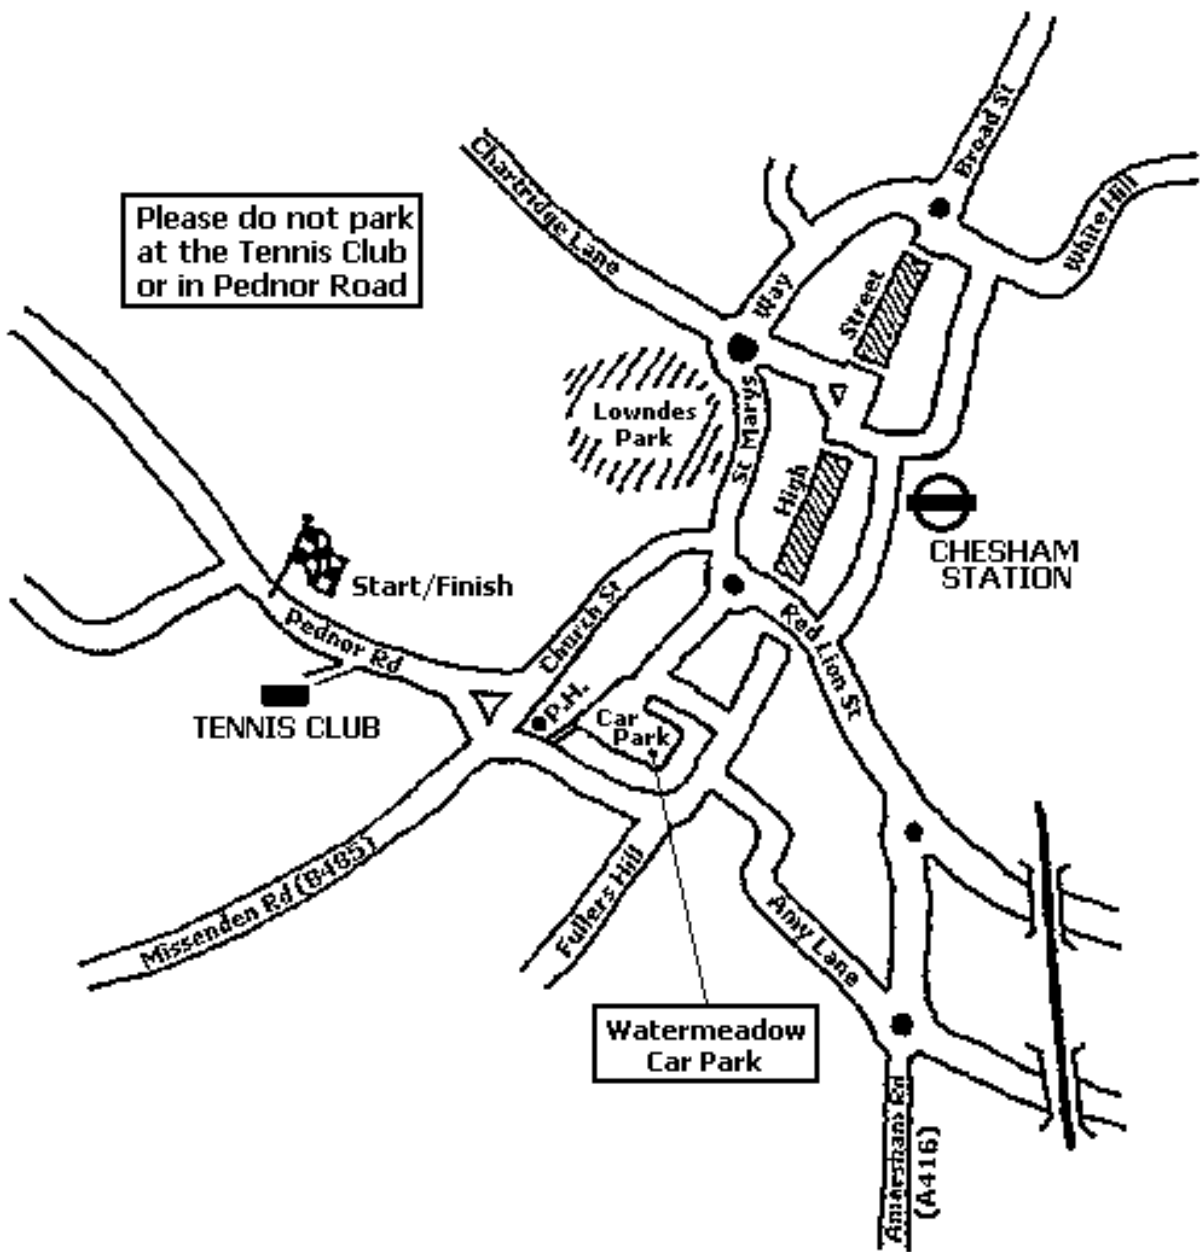 Broad St
Chartridge Lane
White Hill
Please do not park
at the Tennis Club
or in Pednor Road
Way
Street
Lowndes
Park
St Marys
High
CHESHAM
STATION
Start/Finish
Church St
Pednor Rd
Red Lion St
TENNIS CLUB
P.H.
Car
Park
Missenden Rd (B485)
Fullers Hill
Amy Lane
Watermeadow
Car Park
Amersham Rd
(A416)